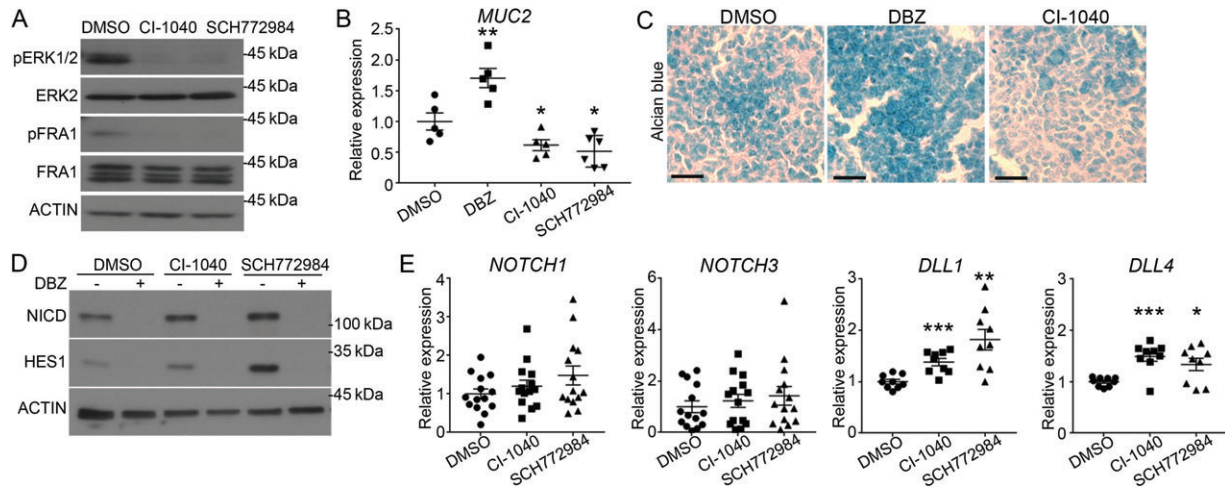 A
DMSO CI-1040 SCH772984
pERK1/2
-45 kDa
ERK2
pFRA1
-45 kDa
FRA1
-45 kDa
ACTIN
-45 kDa
B
MUC2
Relative expression
2.5
2.0
1.5
1.0
0.5
0.0
**
*
*
DMSO
DBZ
CI-1040
SCH772984
C
DMSO DBZ CI-1040
Alcian blue
D
DMSO CI-1040 SCH772984
DBZ - + - + - +
NICD
-100 kDa
HES1
-35 kDa
ACTIN
-45 kDa
E
NOTCH1
Relative expression
4
3
2
1
0
DMSO
CI-1040
SCH772984
NOTCH3
Relative expression
6
4
2
0
DMSO
CI-1040
SCH772984
DLL1
Relative expression
3
2
1
0
***
**
DMSO
CI-1040
SCH772984
DLL4
Relative expression
3
2
1
0
***
*
DMSO
CI-1040
SCH772984